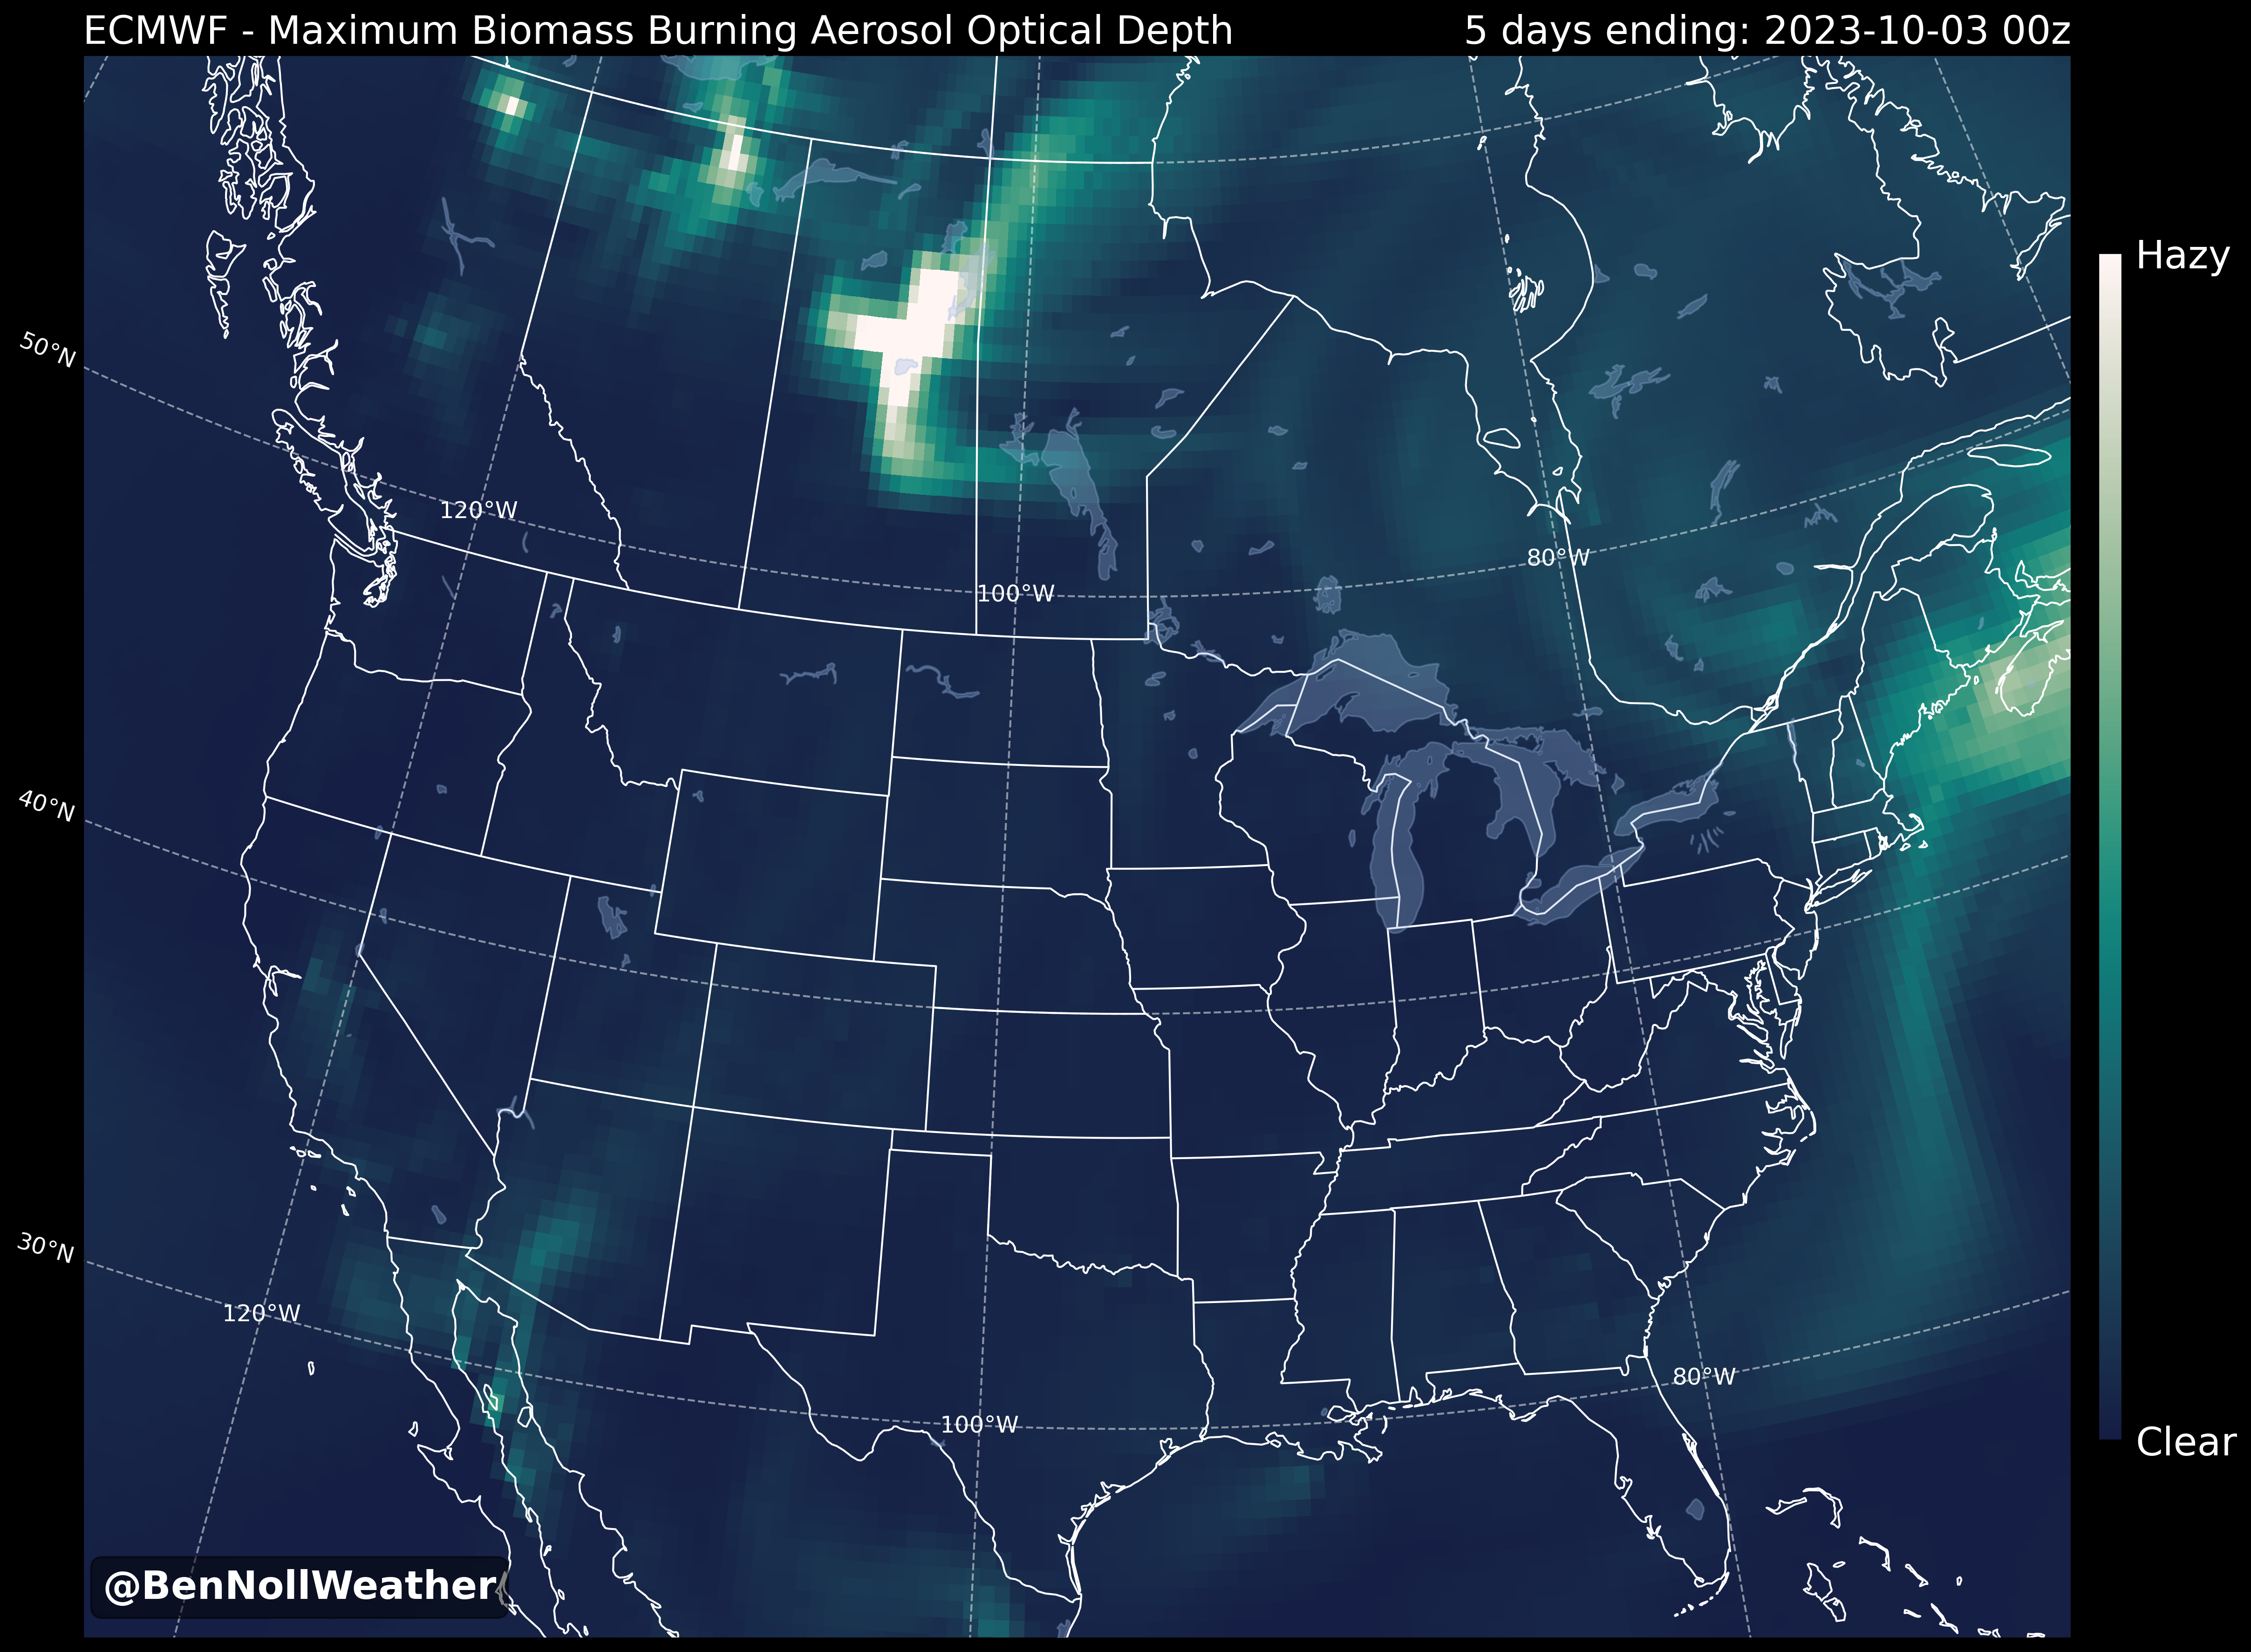 ECMWF - Maximum Biomass Burning Aerosol Optical Depth
5 days ending: 2023-10-03 00z
Hazy
50°N
120°W
80°W
100°W
40°N
30°N
120°W
80°W
100°W
Clear
@BenNollWeather